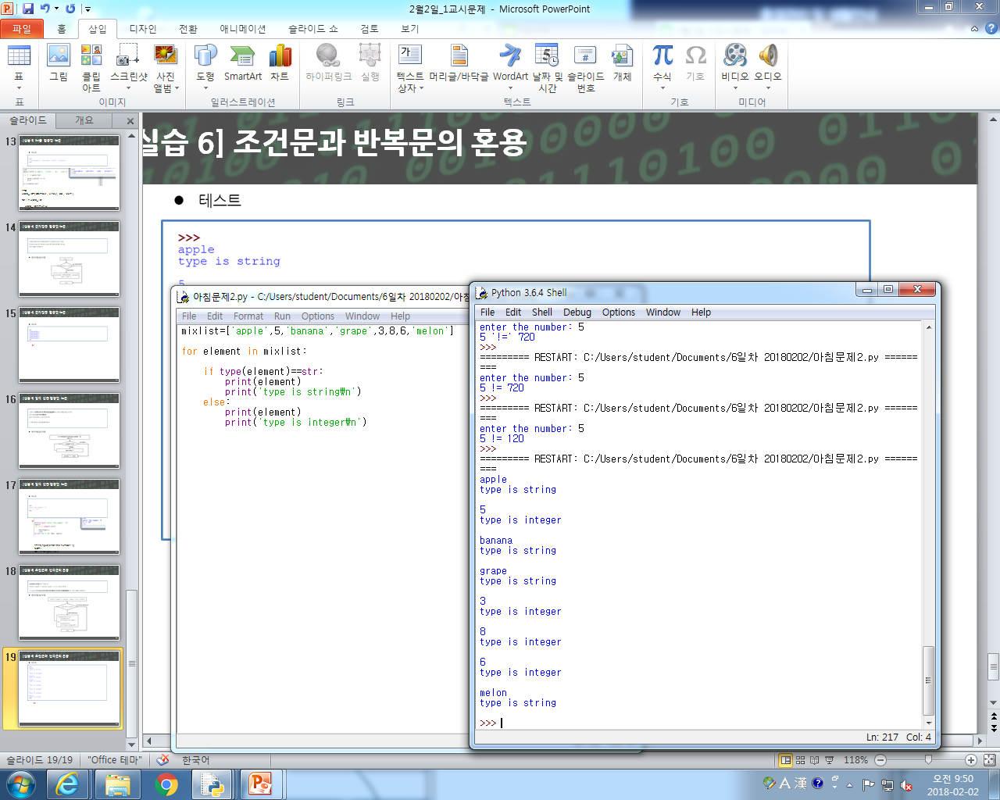 2월2일_1교시문제 - Microsoft PowerPoint
파일 홈 삽입 디자인 전환 애니메이션 슬라이드 쇼 검토 보기
표 그림 클립 아트 스크린샷 사진 앨범 도형 SmartArt 차트 하이퍼링크 실행 텍스트 상자 머리글/바닥글 WordArt 날짜 및 시간 슬라이드 번호 개체 수식 기호 비디오 오디오
표 이미지 일러스트레이션 링크 텍스트 기호 미디어
슬라이드 개요
13
14
15
16
17
18
19
실습 6] 조건문과 반복문의 혼용
● 테스트
>>>
apple
type is string
5
아침문제2.py - C:/Users/student/Documents/6일차 20180202/아침
File Edit Format Run Options Window Help
mixlist=['apple',5,'banana','grape',3,8,6,'melon']
for element in mixlist:
if type(element)==str:
print(element)
print('type is string₩n')
else:
print(element)
print('type is integer₩n')
Python 3.6.4 Shell
File Edit Shell Debug Options Window Help
enter the number: 5
5 '!=' 720
>>>
========= RESTART: C:/Users/student/Documents/6일차 20180202/아침문제2.py ======
===
enter the number: 5
5 != 720
>>>
========= RESTART: C:/Users/student/Documents/6일차 20180202/아침문제2.py ======
===
enter the number: 5
5 != 120
>>>
========= RESTART: C:/Users/student/Documents/6일차 20180202/아침문제2.py ======
===
apple
type is string
5
type is integer
banana
type is string
grape
type is string
3
type is integer
8
type is integer
6
type is integer
melon
type is string
>>>
Ln: 217 Col: 4
슬라이드 19/19 "Office 테마" 한국어 118%
A 漢 오전 9:50
2018-02-02